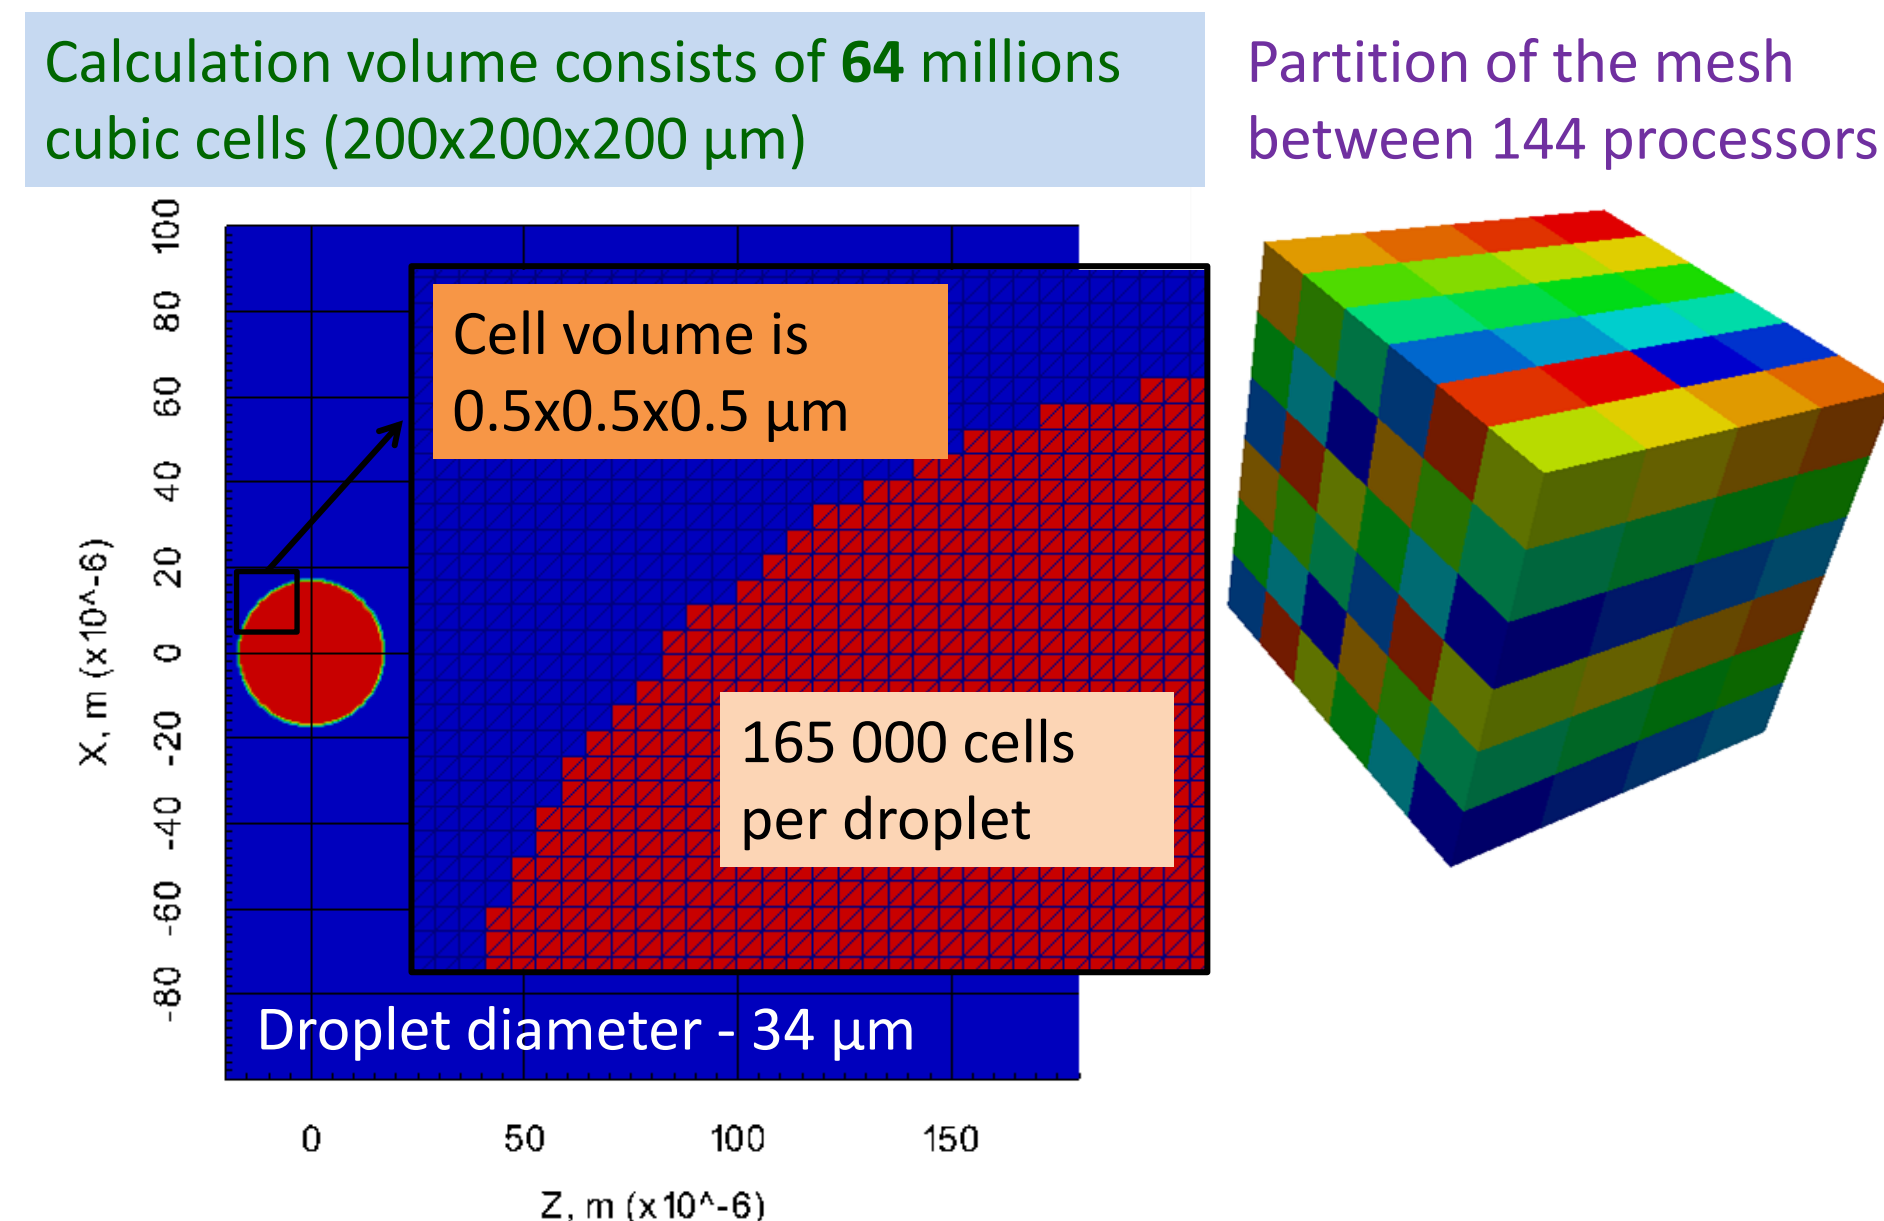 Calculation volume consists of 64 millions
cubic cells (200x200x200 µm)
Partition of the mesh
between 144 processors
Cell volume is
0.5x0.5x0.5 µm
165 000 cells
per droplet
Droplet diameter - 34 µm
X, m (x10^-6)
100
80
60
40
20
0
-20
-40
-60
-80
0 50 100 150
Z, m (x10^-6)